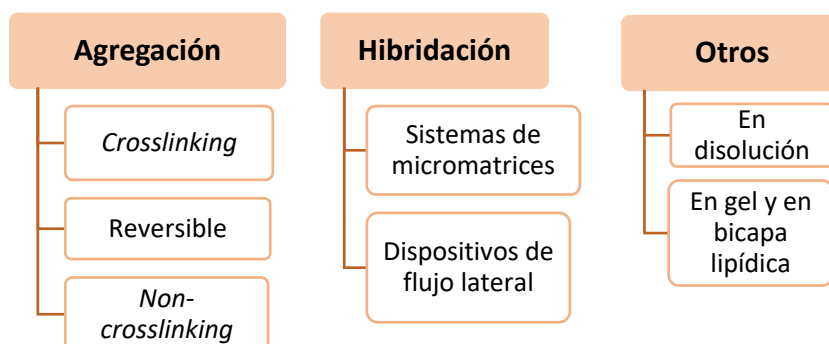 Agregación
Crosslinking
Reversible
Non-
crosslinking
Hibridación
Sistemas de
micromatrices
Dispositivos de
flujo lateral
Otros
En
disolución
En gel y en
bicapa
lipídica